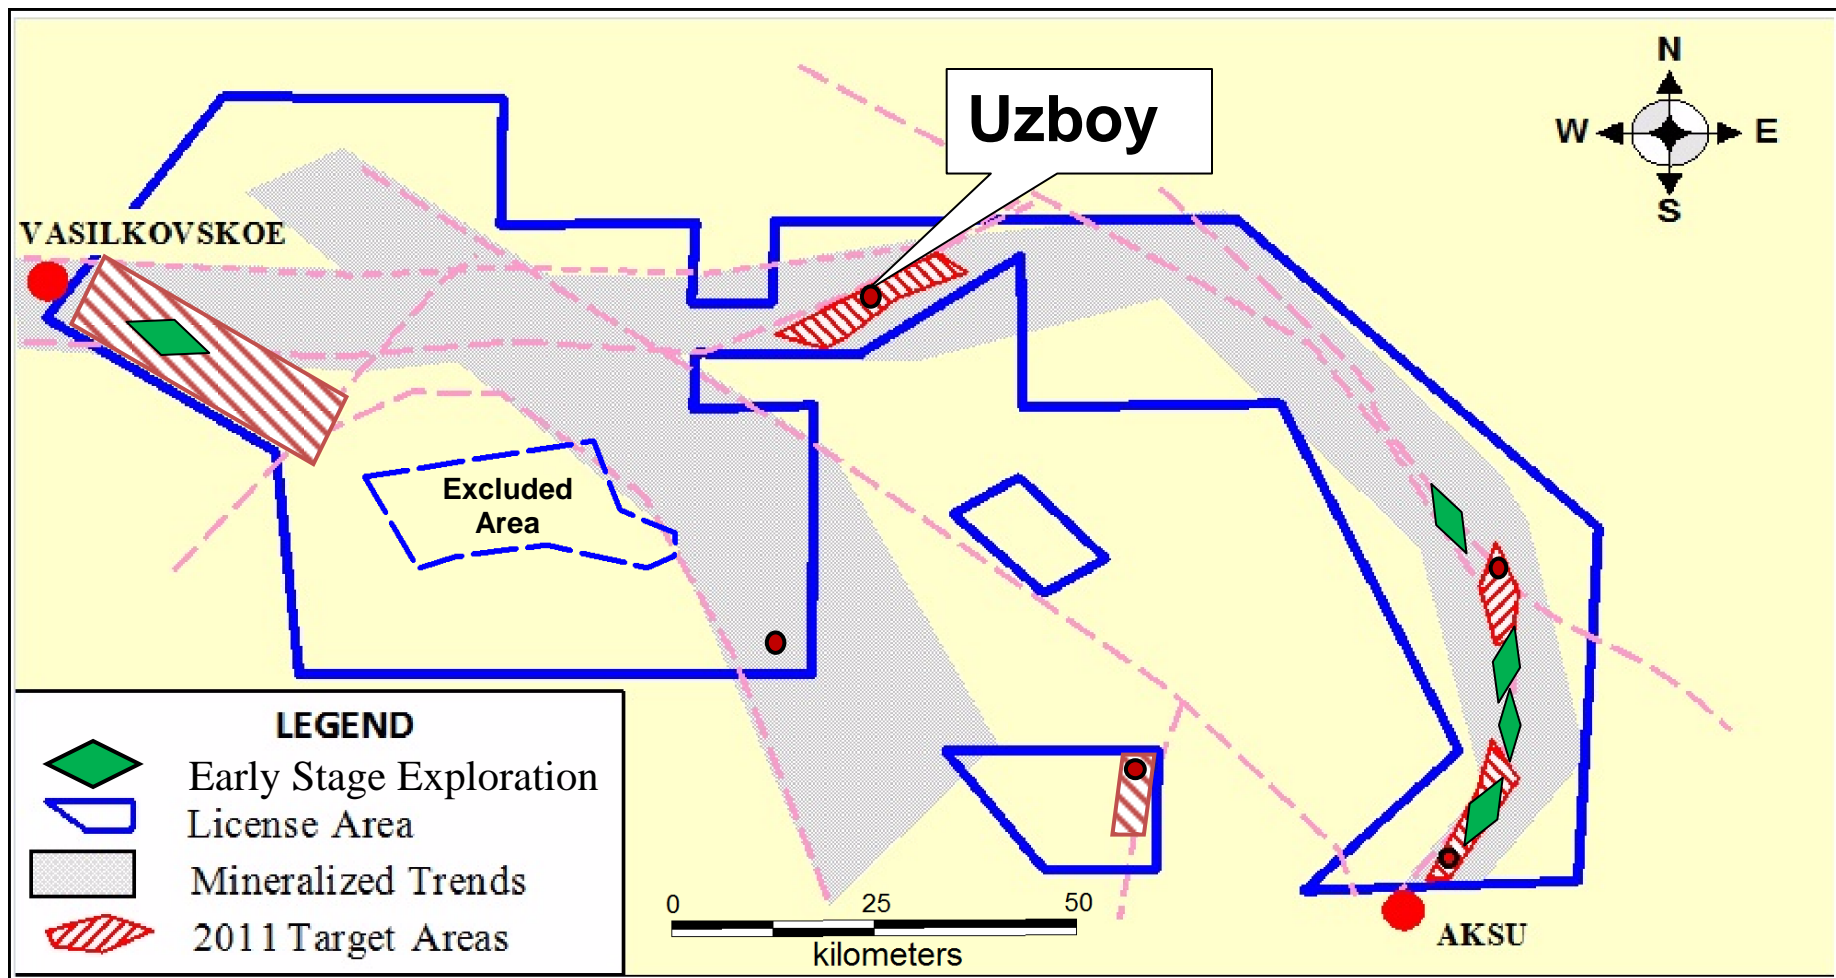 N
Uzboy
W E
S
VASILKOVSKOE
Excluded
Area
LEGEND
Early Stage Exploration
License Area
Mineralized Trends
2011 Target Areas
0 25 50
kilometers
AKSU